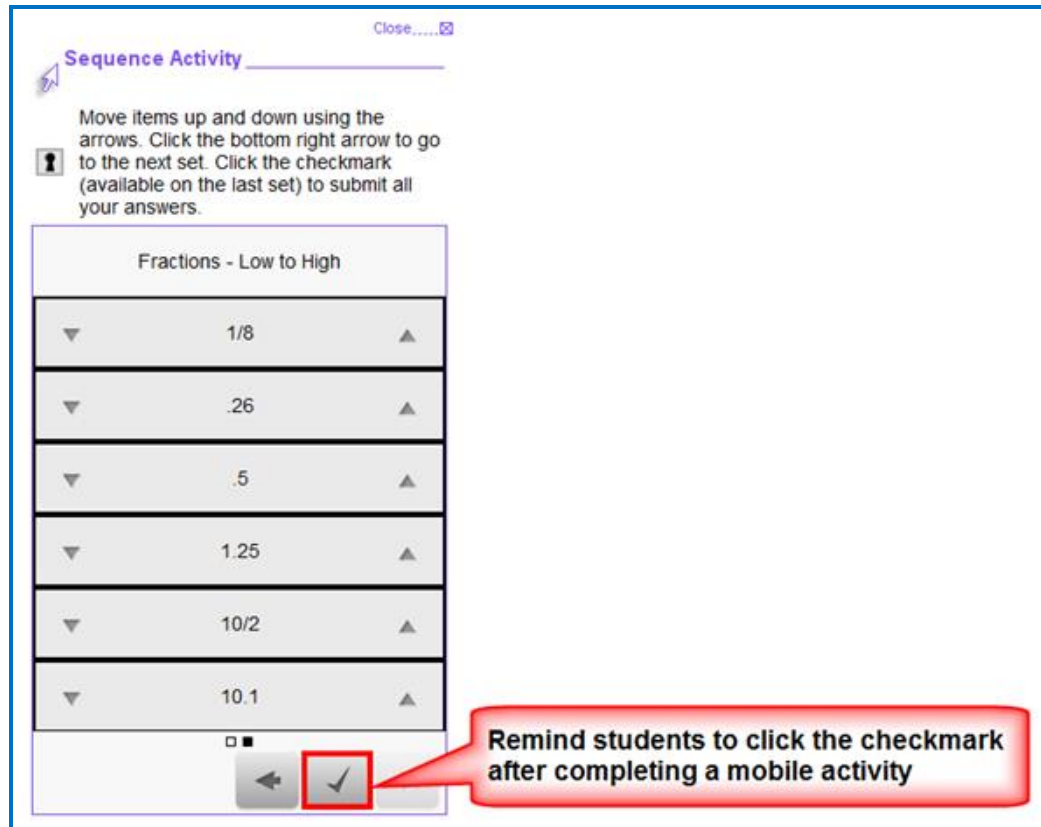 Close.....
Sequence Activity
Move items up and down using the
arrows. Click the bottom right arrow to go
to the next set. Click the checkmark
(available on the last set) to submit all
your answers.
Fractions - Low to High
1/8
.26
.5
1.25
10/2
10.1
Remind students to click the checkmark
after completing a mobile activity